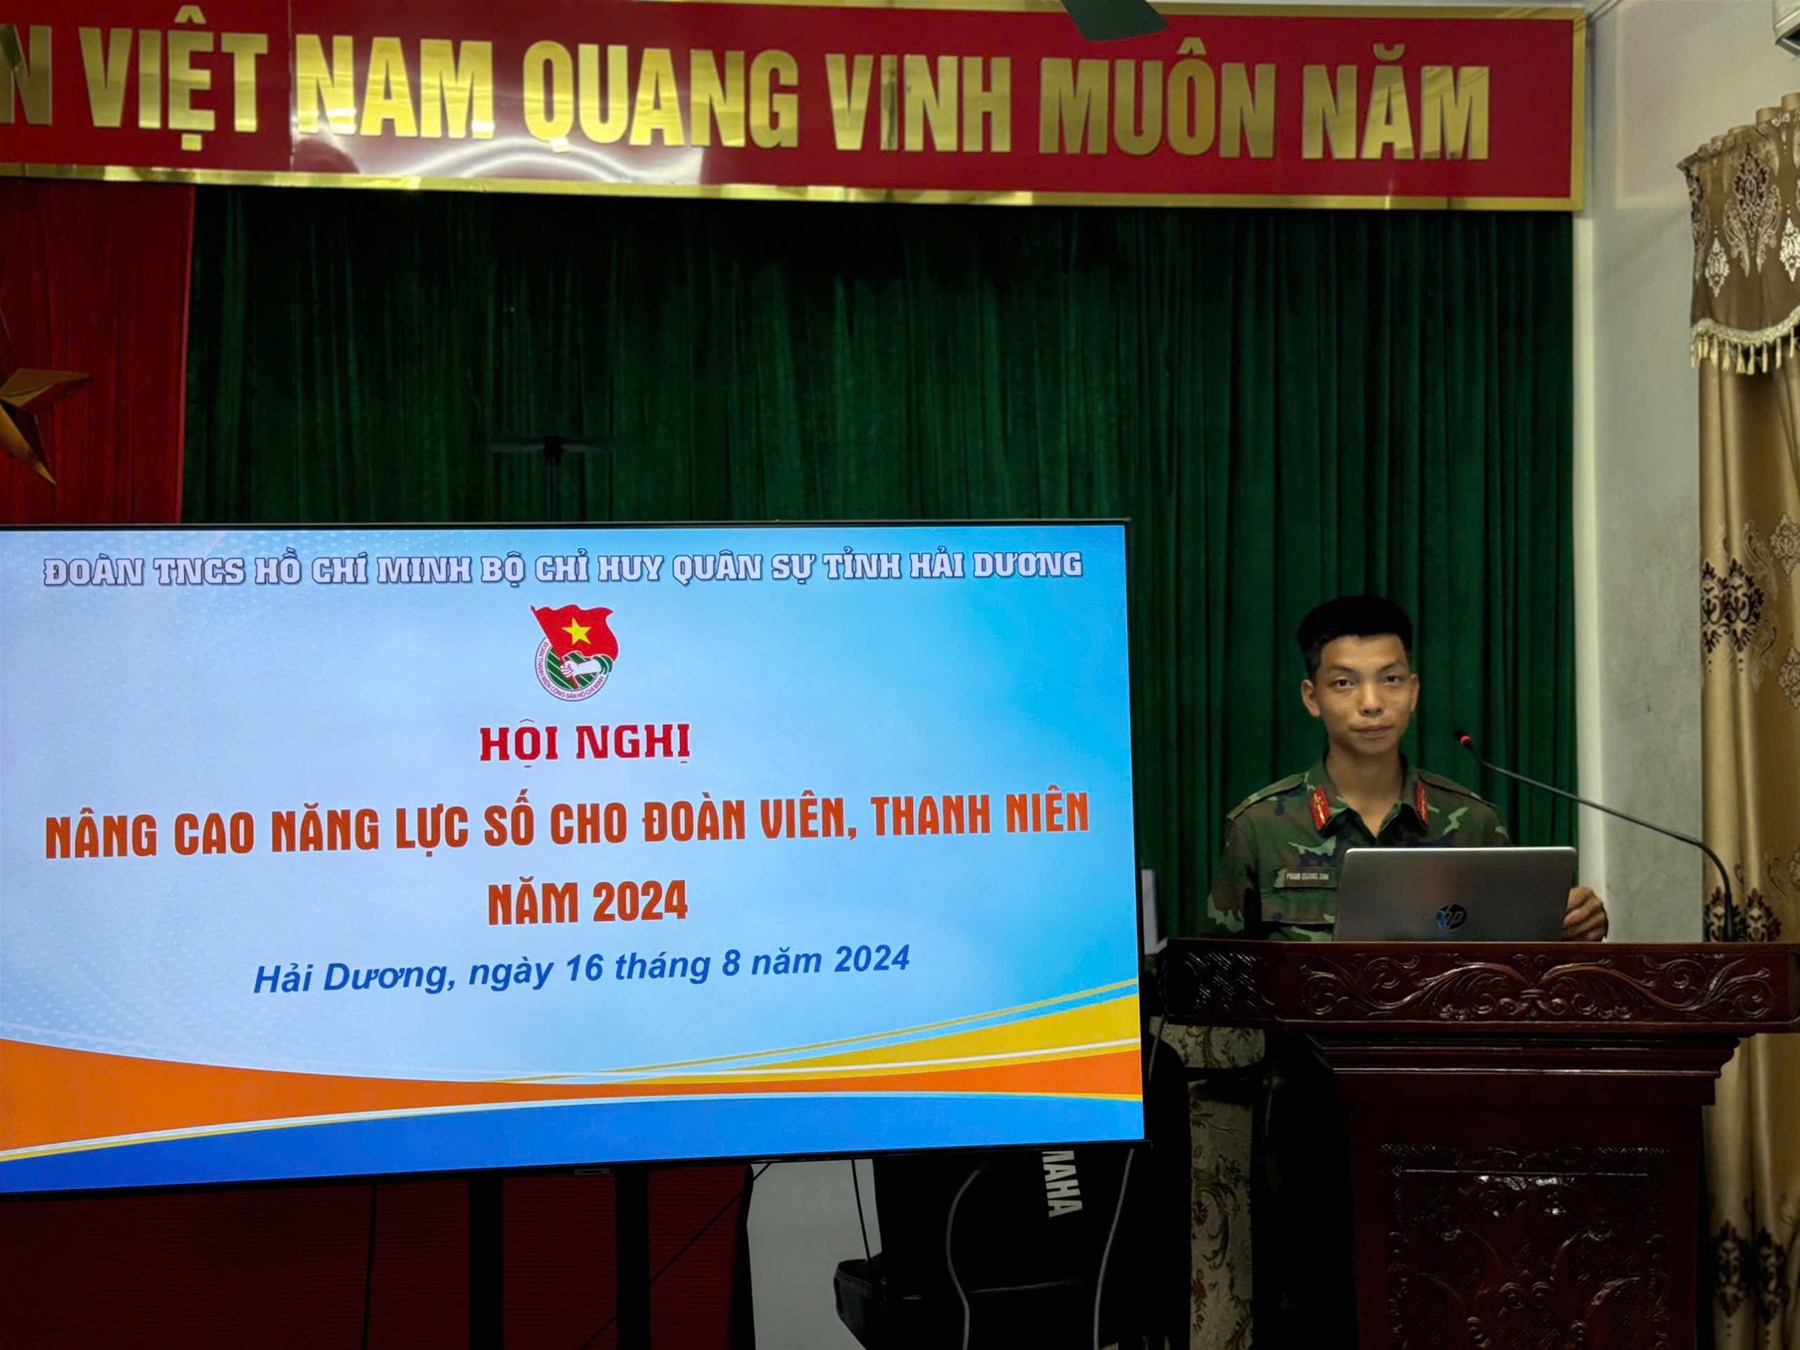 VIỆT NAM QUANG VINH MUÔN NĂM
ĐOÀN TNCS HỒ CHÍ MINH BỘ CHỈ HUY QUÂN SỰ TỈNH HẢI DƯƠNG
HỘI NGHỊ
NÂNG CAO NĂNG LỰC SỐ CHO ĐOÀN VIÊN, THANH NIÊN
NĂM 2024
Hải Dương, ngày 16 tháng 8 năm 2024
hp